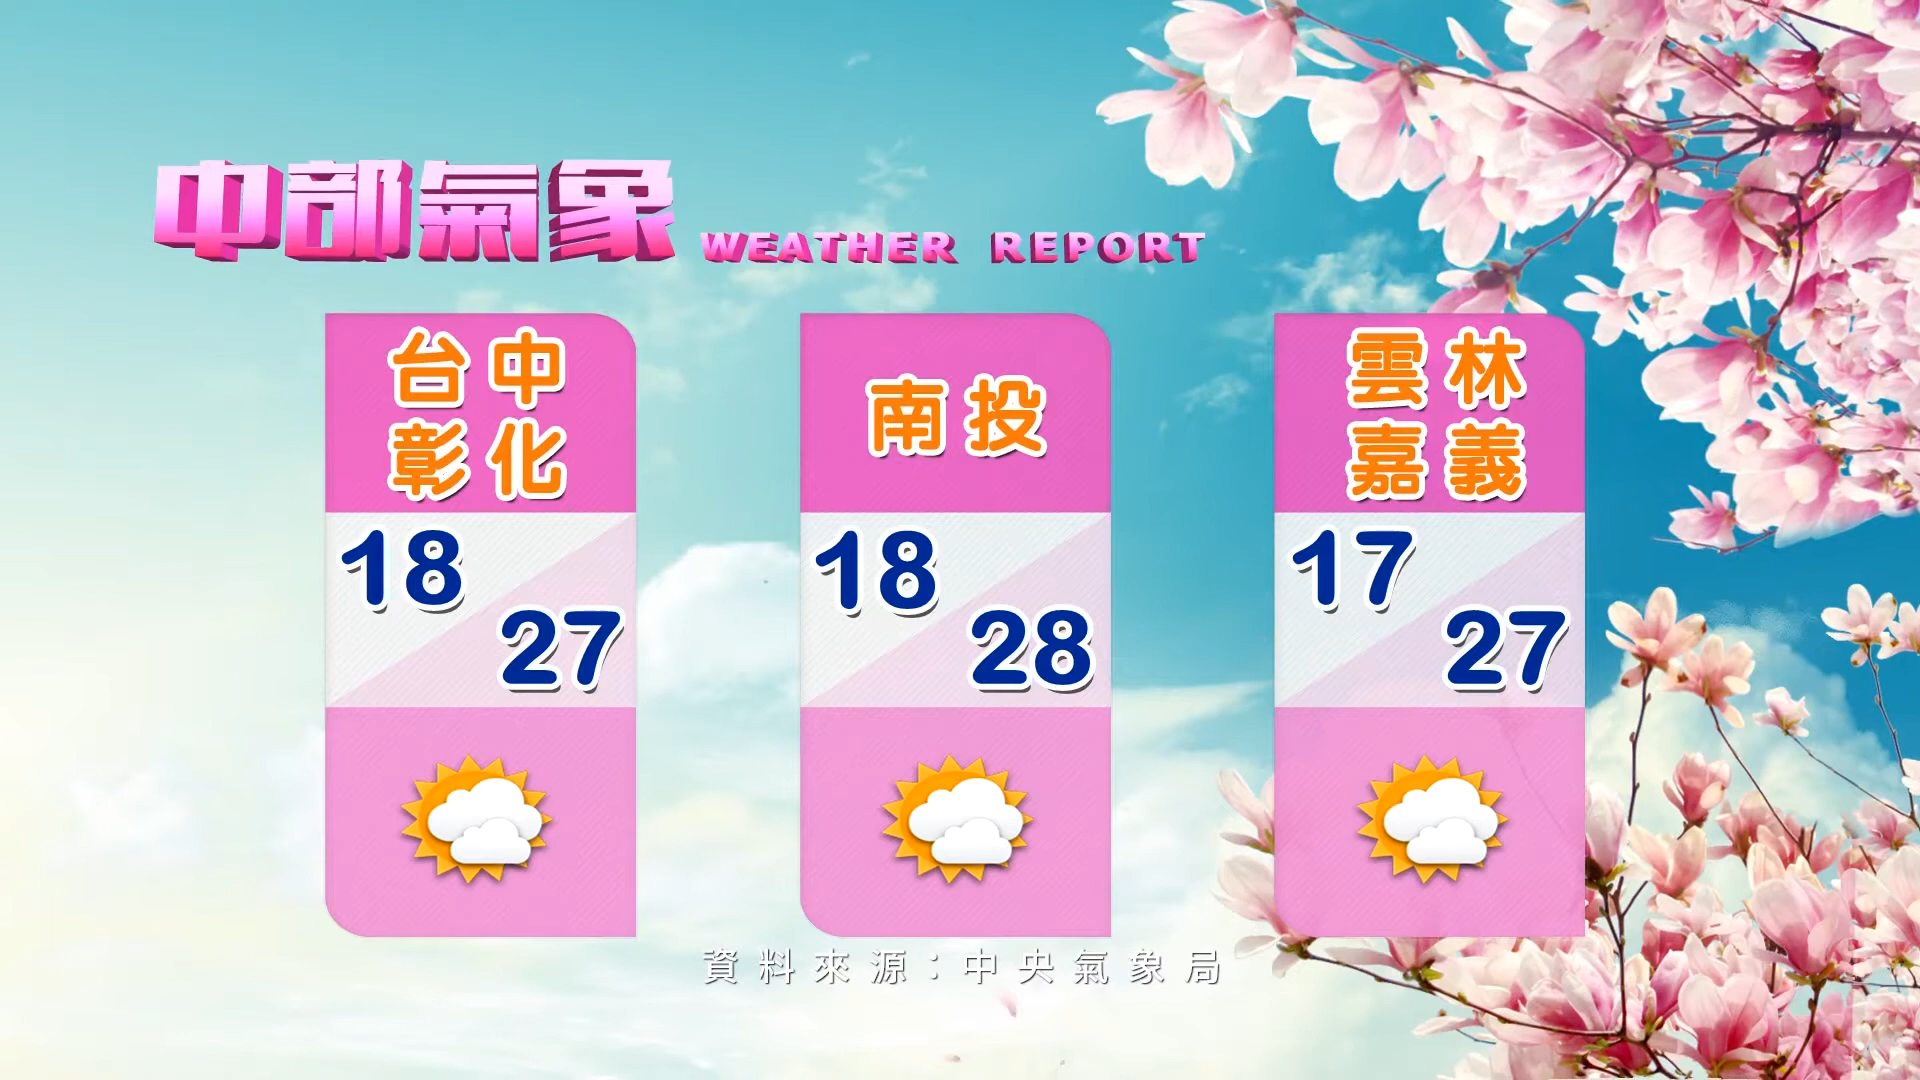 中部氣象 WEATHER REPORT
台中
彰化
18
27
南投
18
28
雲林
嘉義
17
27
資料來源：中央氣象局